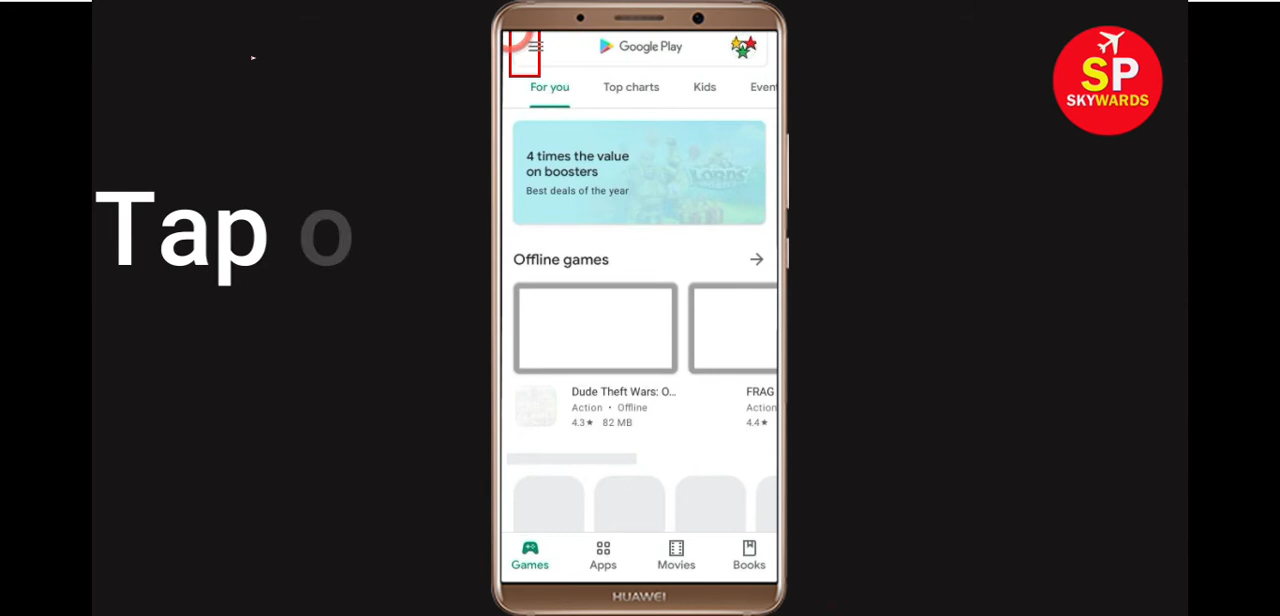 Google Play
SP
SKYWARDS
For you Top charts Kids Even
4 times the value
on boosters
Best deals of the year
LORDS
Tap o
Offline games
Dude Theft Wars: O...
Action • Offline
4.3★ 82 MB
FRAG
Action
4.4★
Games Apps Movies Books
HUAWEI